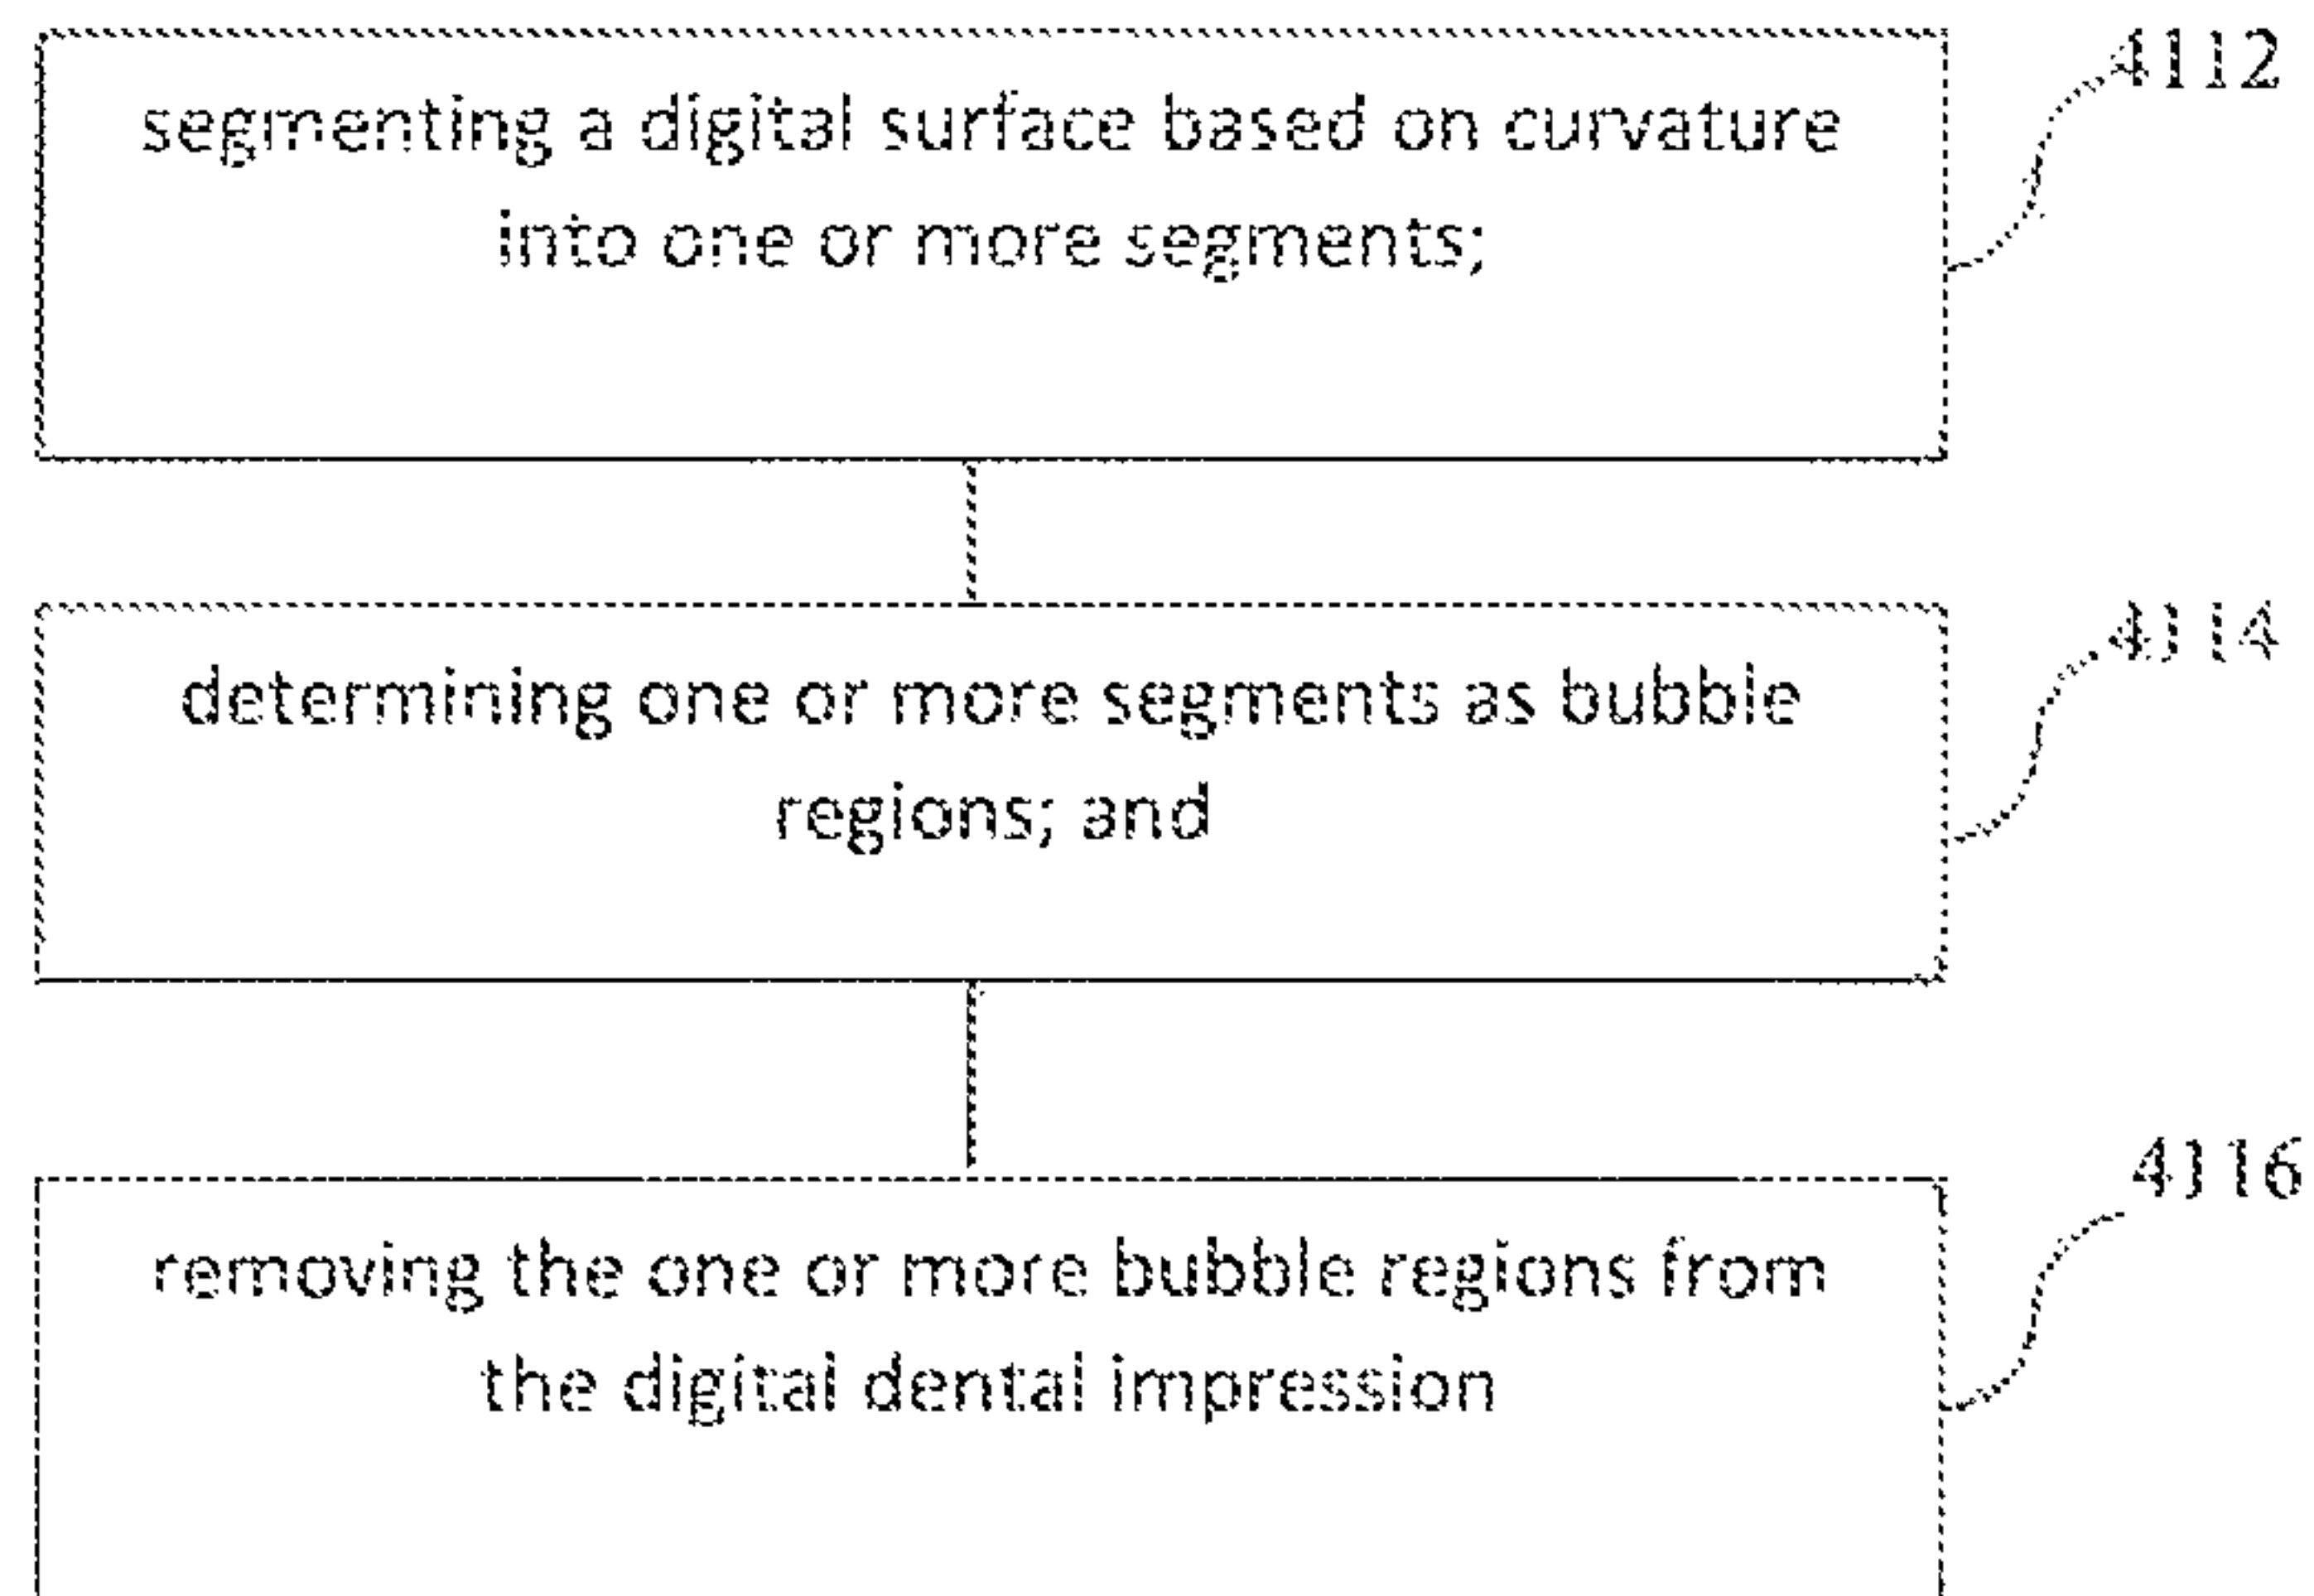 4112
segmenting a digital surface based on curvature
into one or more segments;
4114
determining one or more segments as bubble
regions; and
4116
removing the one or more bubble regions from
the digital dental impression